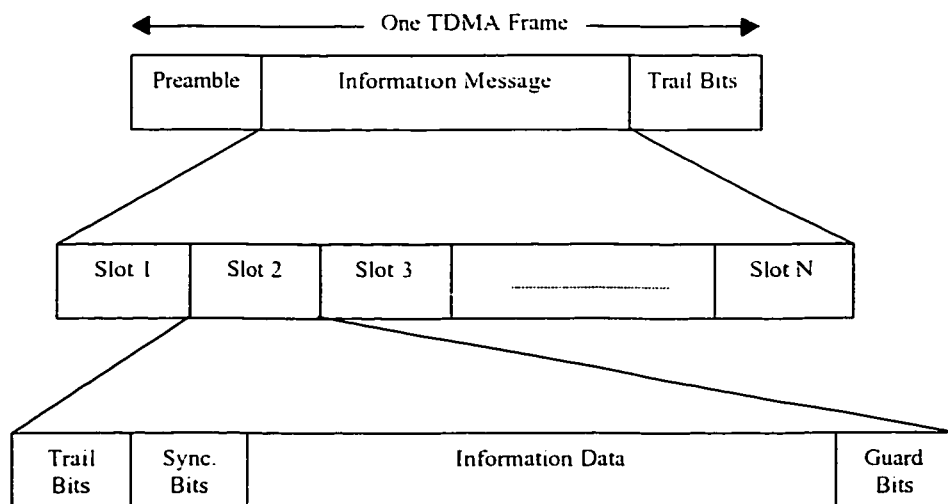 One TDMA Frame
Preamble Information Message Trail Bits
Slot 1 Slot 2 Slot 3 Slot N
Trail Sync. Information Data Guard
Bits Bits Bits